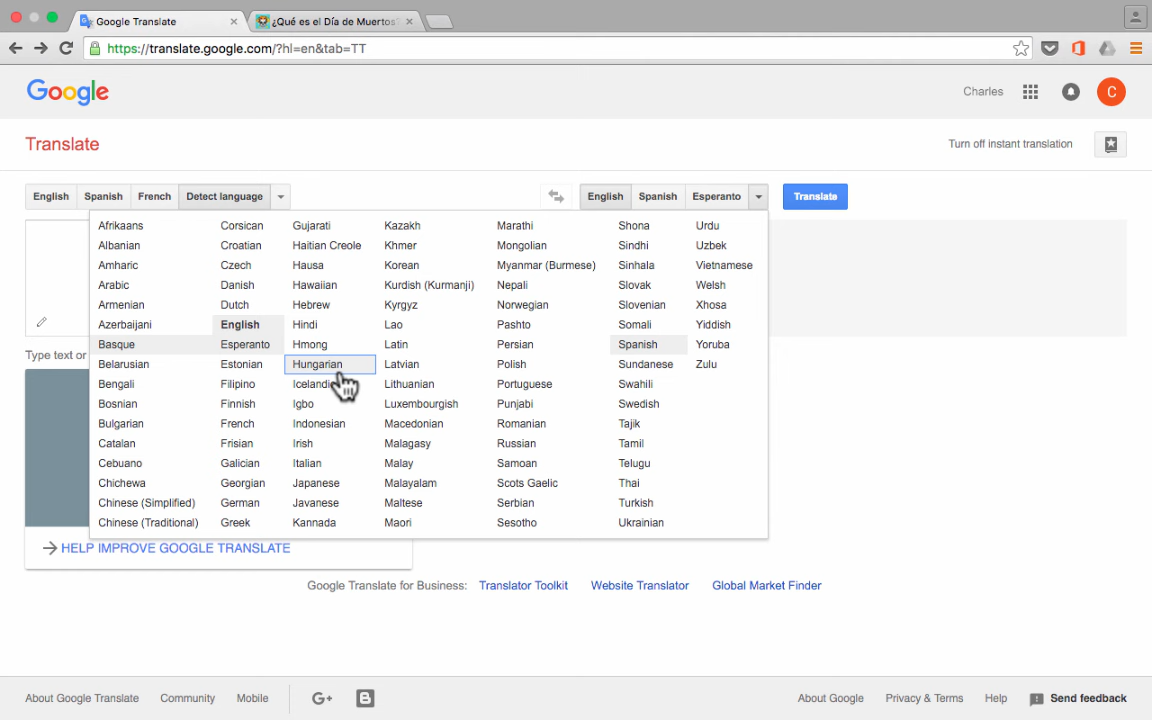 Google Translate
¿Qué es el Día de Muertos?
https://translate.google.com/?hl=en&tab=TT
Google
Charles
C
Translate
Turn off instant translation
English Spanish French Detect language
English Spanish Esperanto
Translate
Afrikaans Corsican Gujarati Kazakh Marathi Shona Urdu
Albanian Croatian Haitian Creole Khmer Mongolian Sindhi Uzbek
Amharic Czech Hausa Korean Myanmar (Burmese) Sinhala Vietnamese
Arabic Danish Hawaiian Kurdish (Kurmanji) Nepali Slovak Welsh
Armenian Dutch Hebrew Kyrgyz Norwegian Slovenian Xhosa
Azerbaijani English Hindi Lao Pashto Somali Yiddish
Basque Esperanto Hmong Latin Persian Spanish Yoruba
Belarusian Estonian Hungarian Latvian Polish Sundanese Zulu
Bengali Filipino Icelandi Lithuanian Portuguese Swahili
Bosnian Finnish Igbo Luxembourgish Punjabi Swedish
Bulgarian French Indonesian Macedonian Romanian Tajik
Catalan Frisian Irish Malagasy Russian Tamil
Cebuano Galician Italian Malay Samoan Telugu
Chichewa Georgian Japanese Malayalam Scots Gaelic Thai
Chinese (Simplified) German Javanese Maltese Serbian Turkish
Chinese (Traditional) Greek Kannada Maori Sesotho Ukrainian
Type text or
HELP IMPROVE GOOGLE TRANSLATE
Google Translate for Business: Translator Toolkit Website Translator Global Market Finder
About Google Translate Community Mobile G+ B About Google Privacy & Terms Help Send feedback